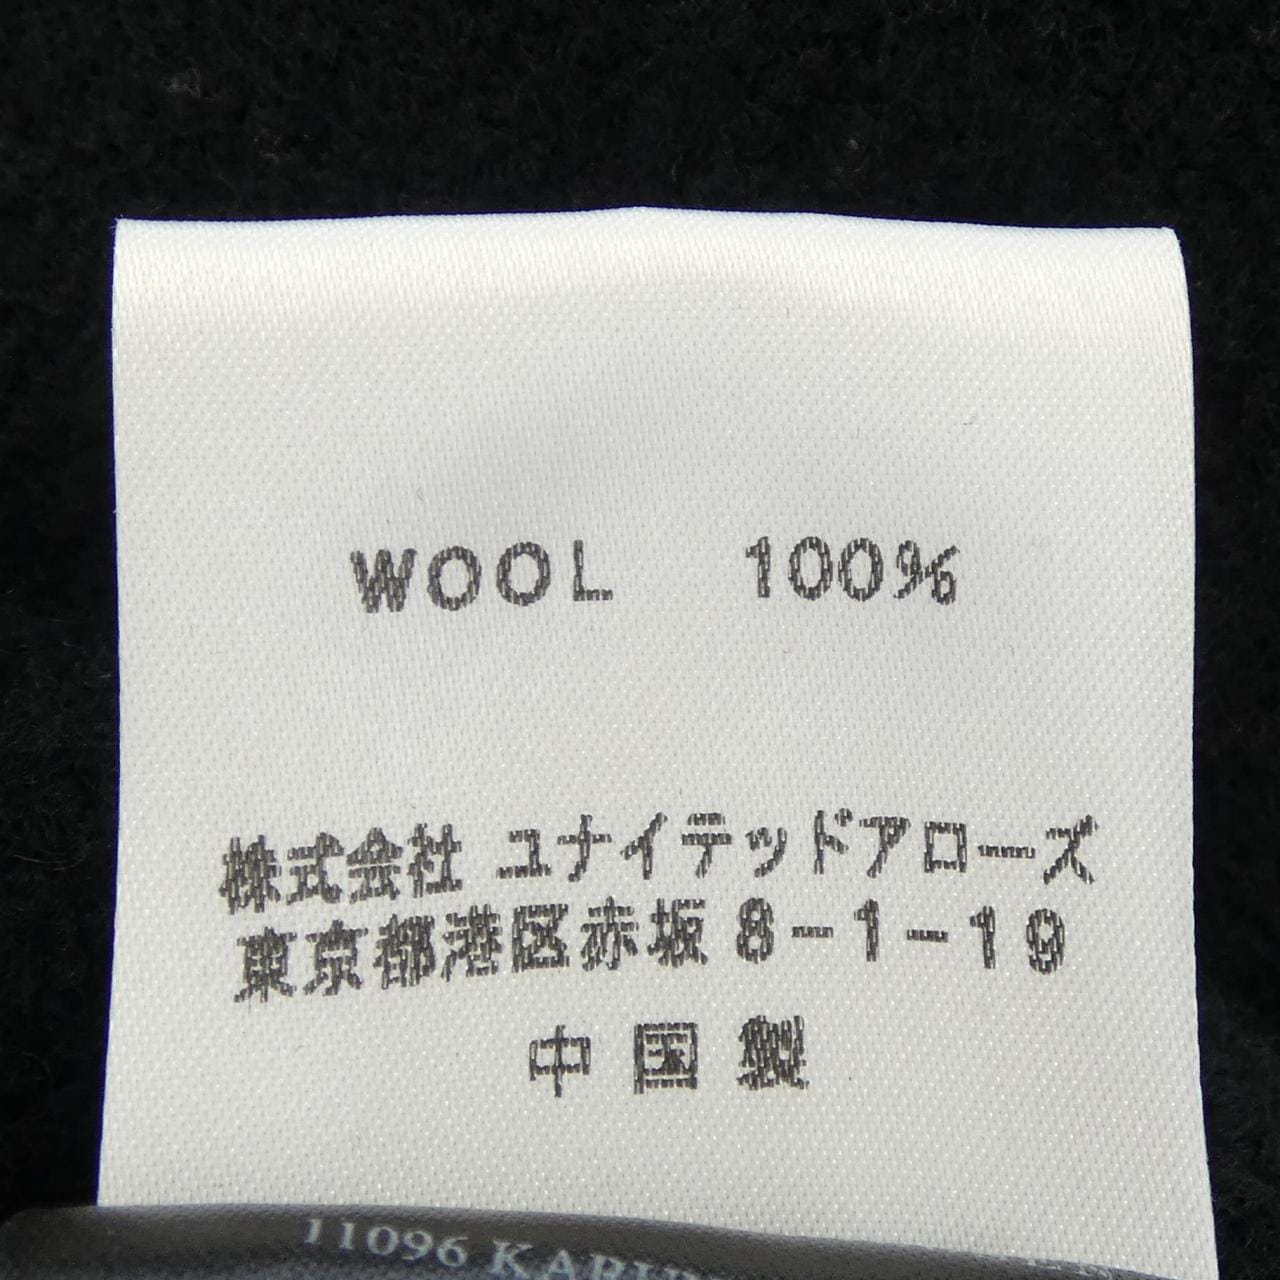 WOOL 100%
株式会社 ユナイテッドアローズ
東京都港区赤坂8-1-19
中国製
11096